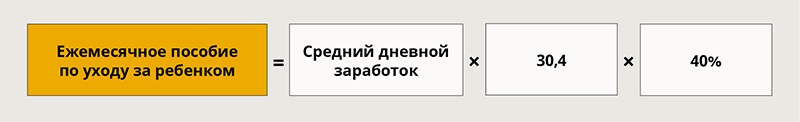 Ежемесячное пособие
по уходу за ребенком
=
Средний дневной
заработок
×
30,4
×
40%